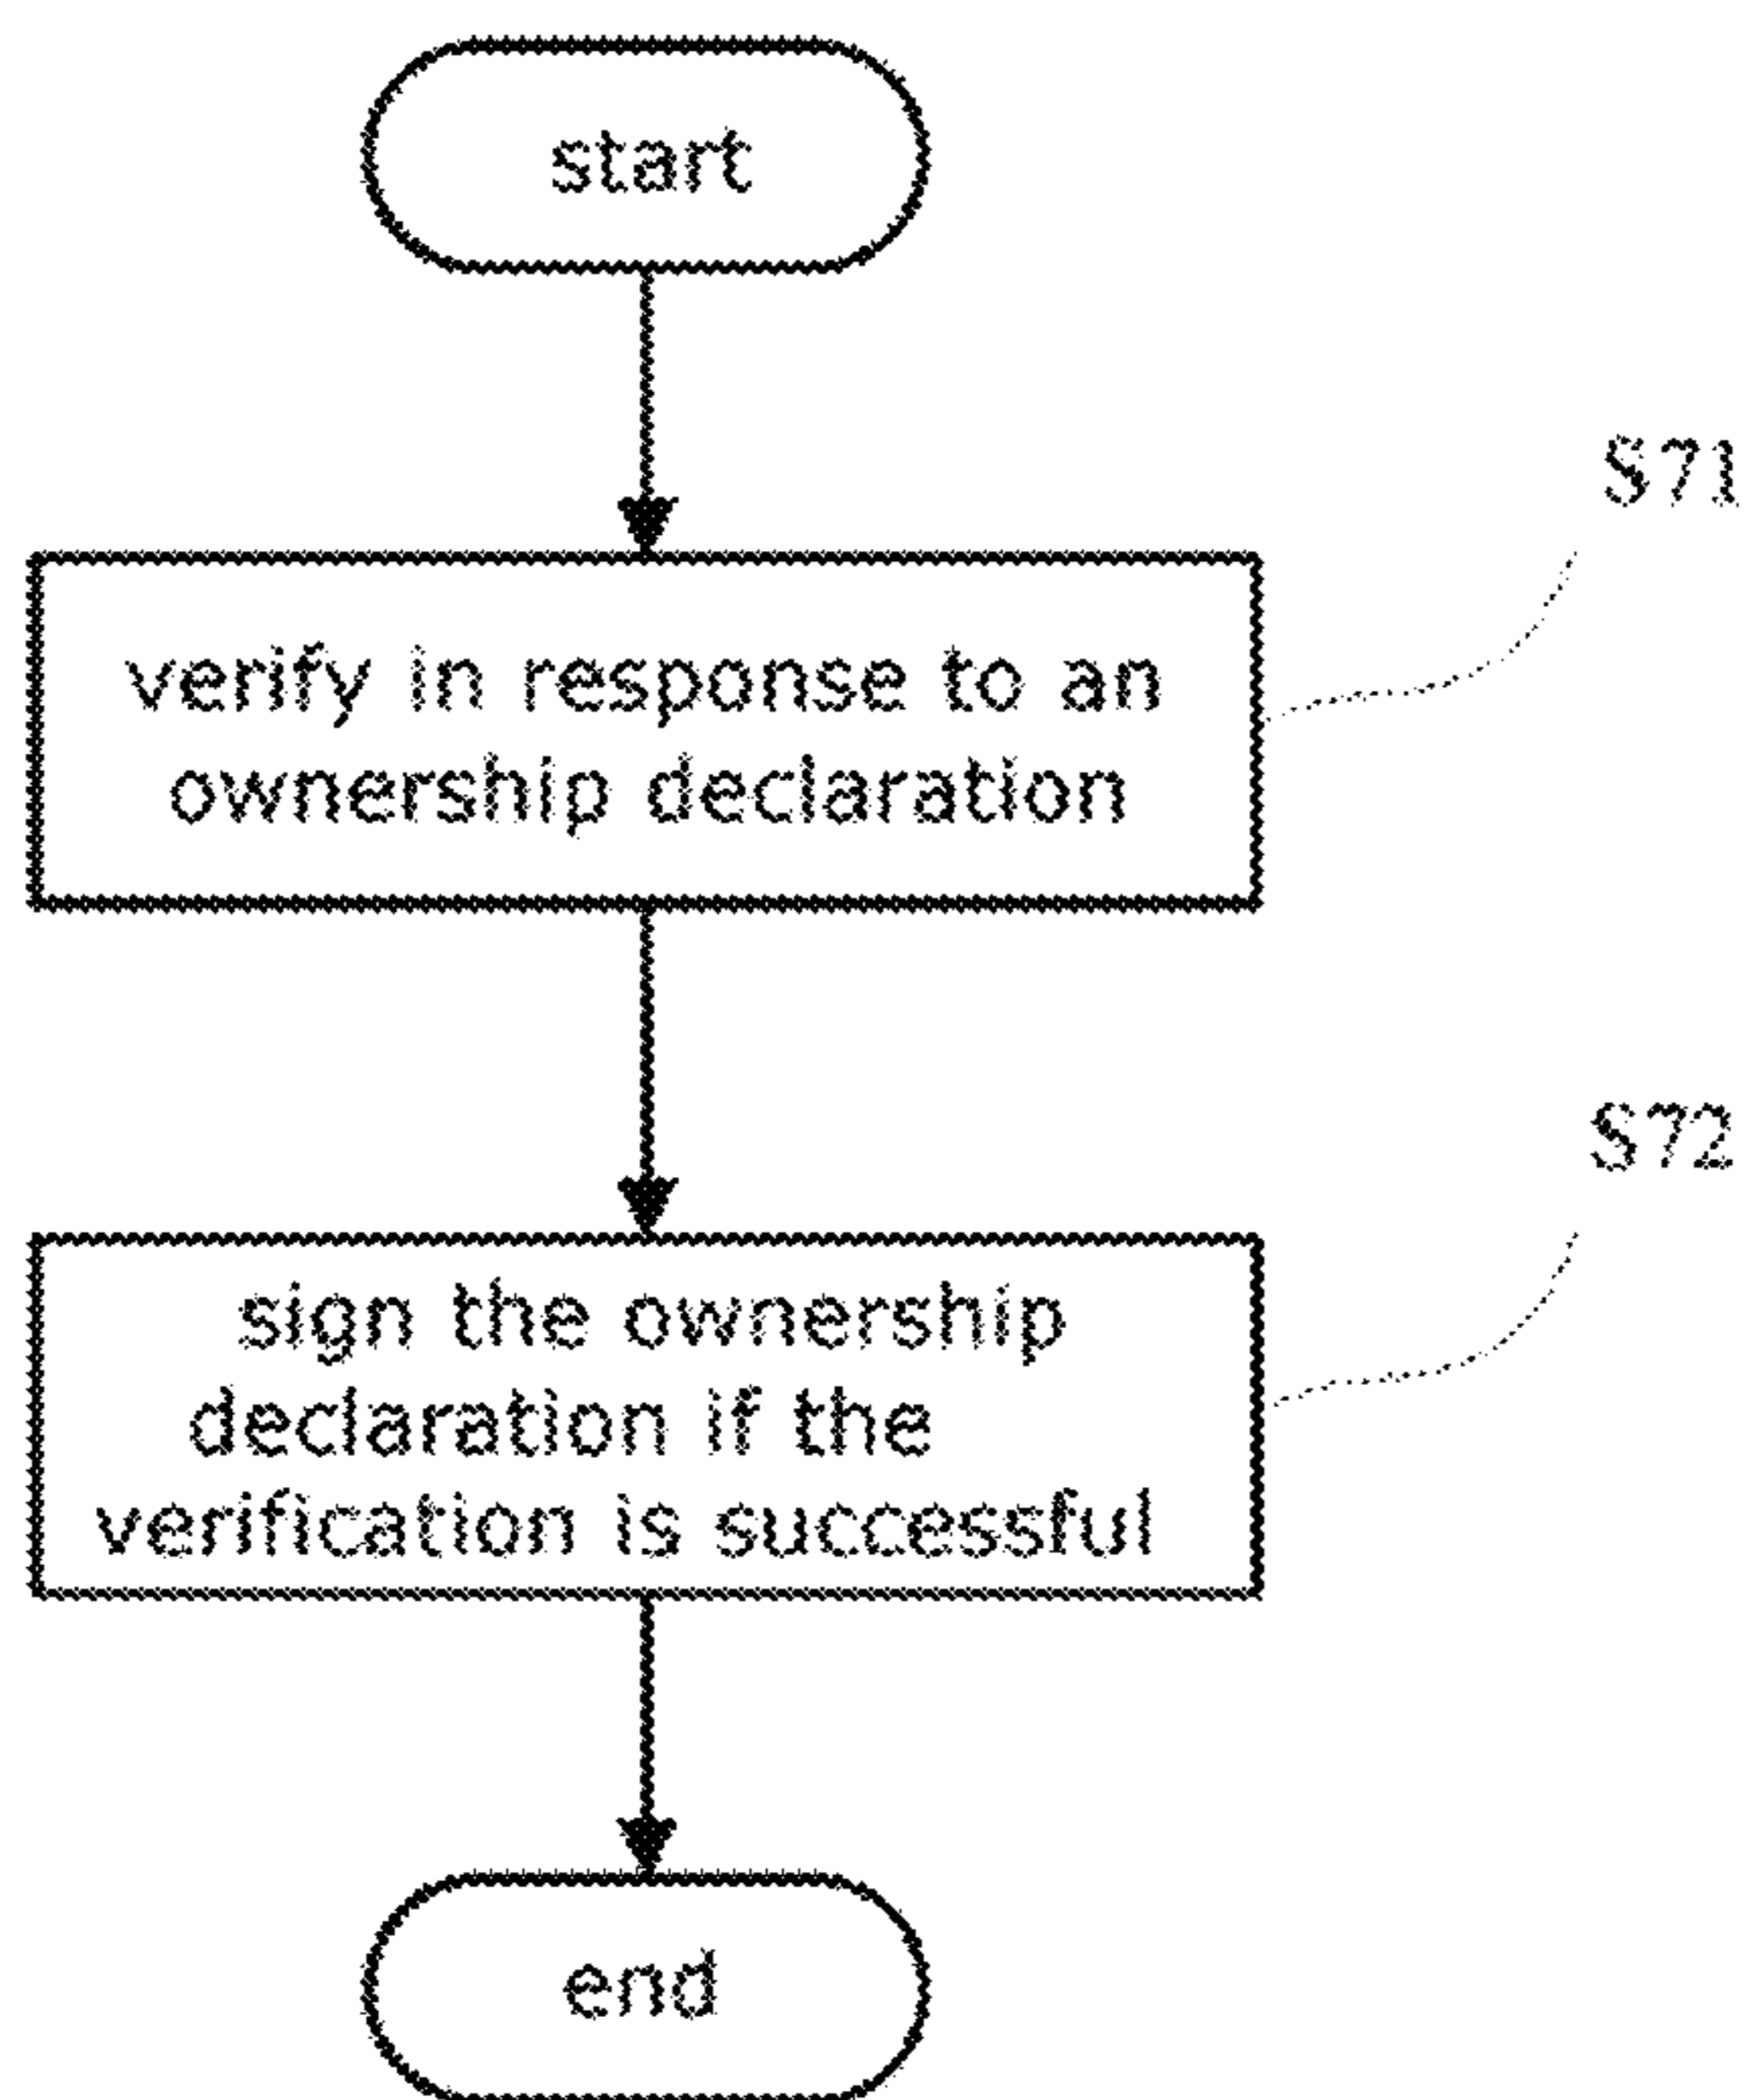 start
S71
verify in response to an
ownership declaration
S72
sign the ownership
declaration if the
verification is successful
end